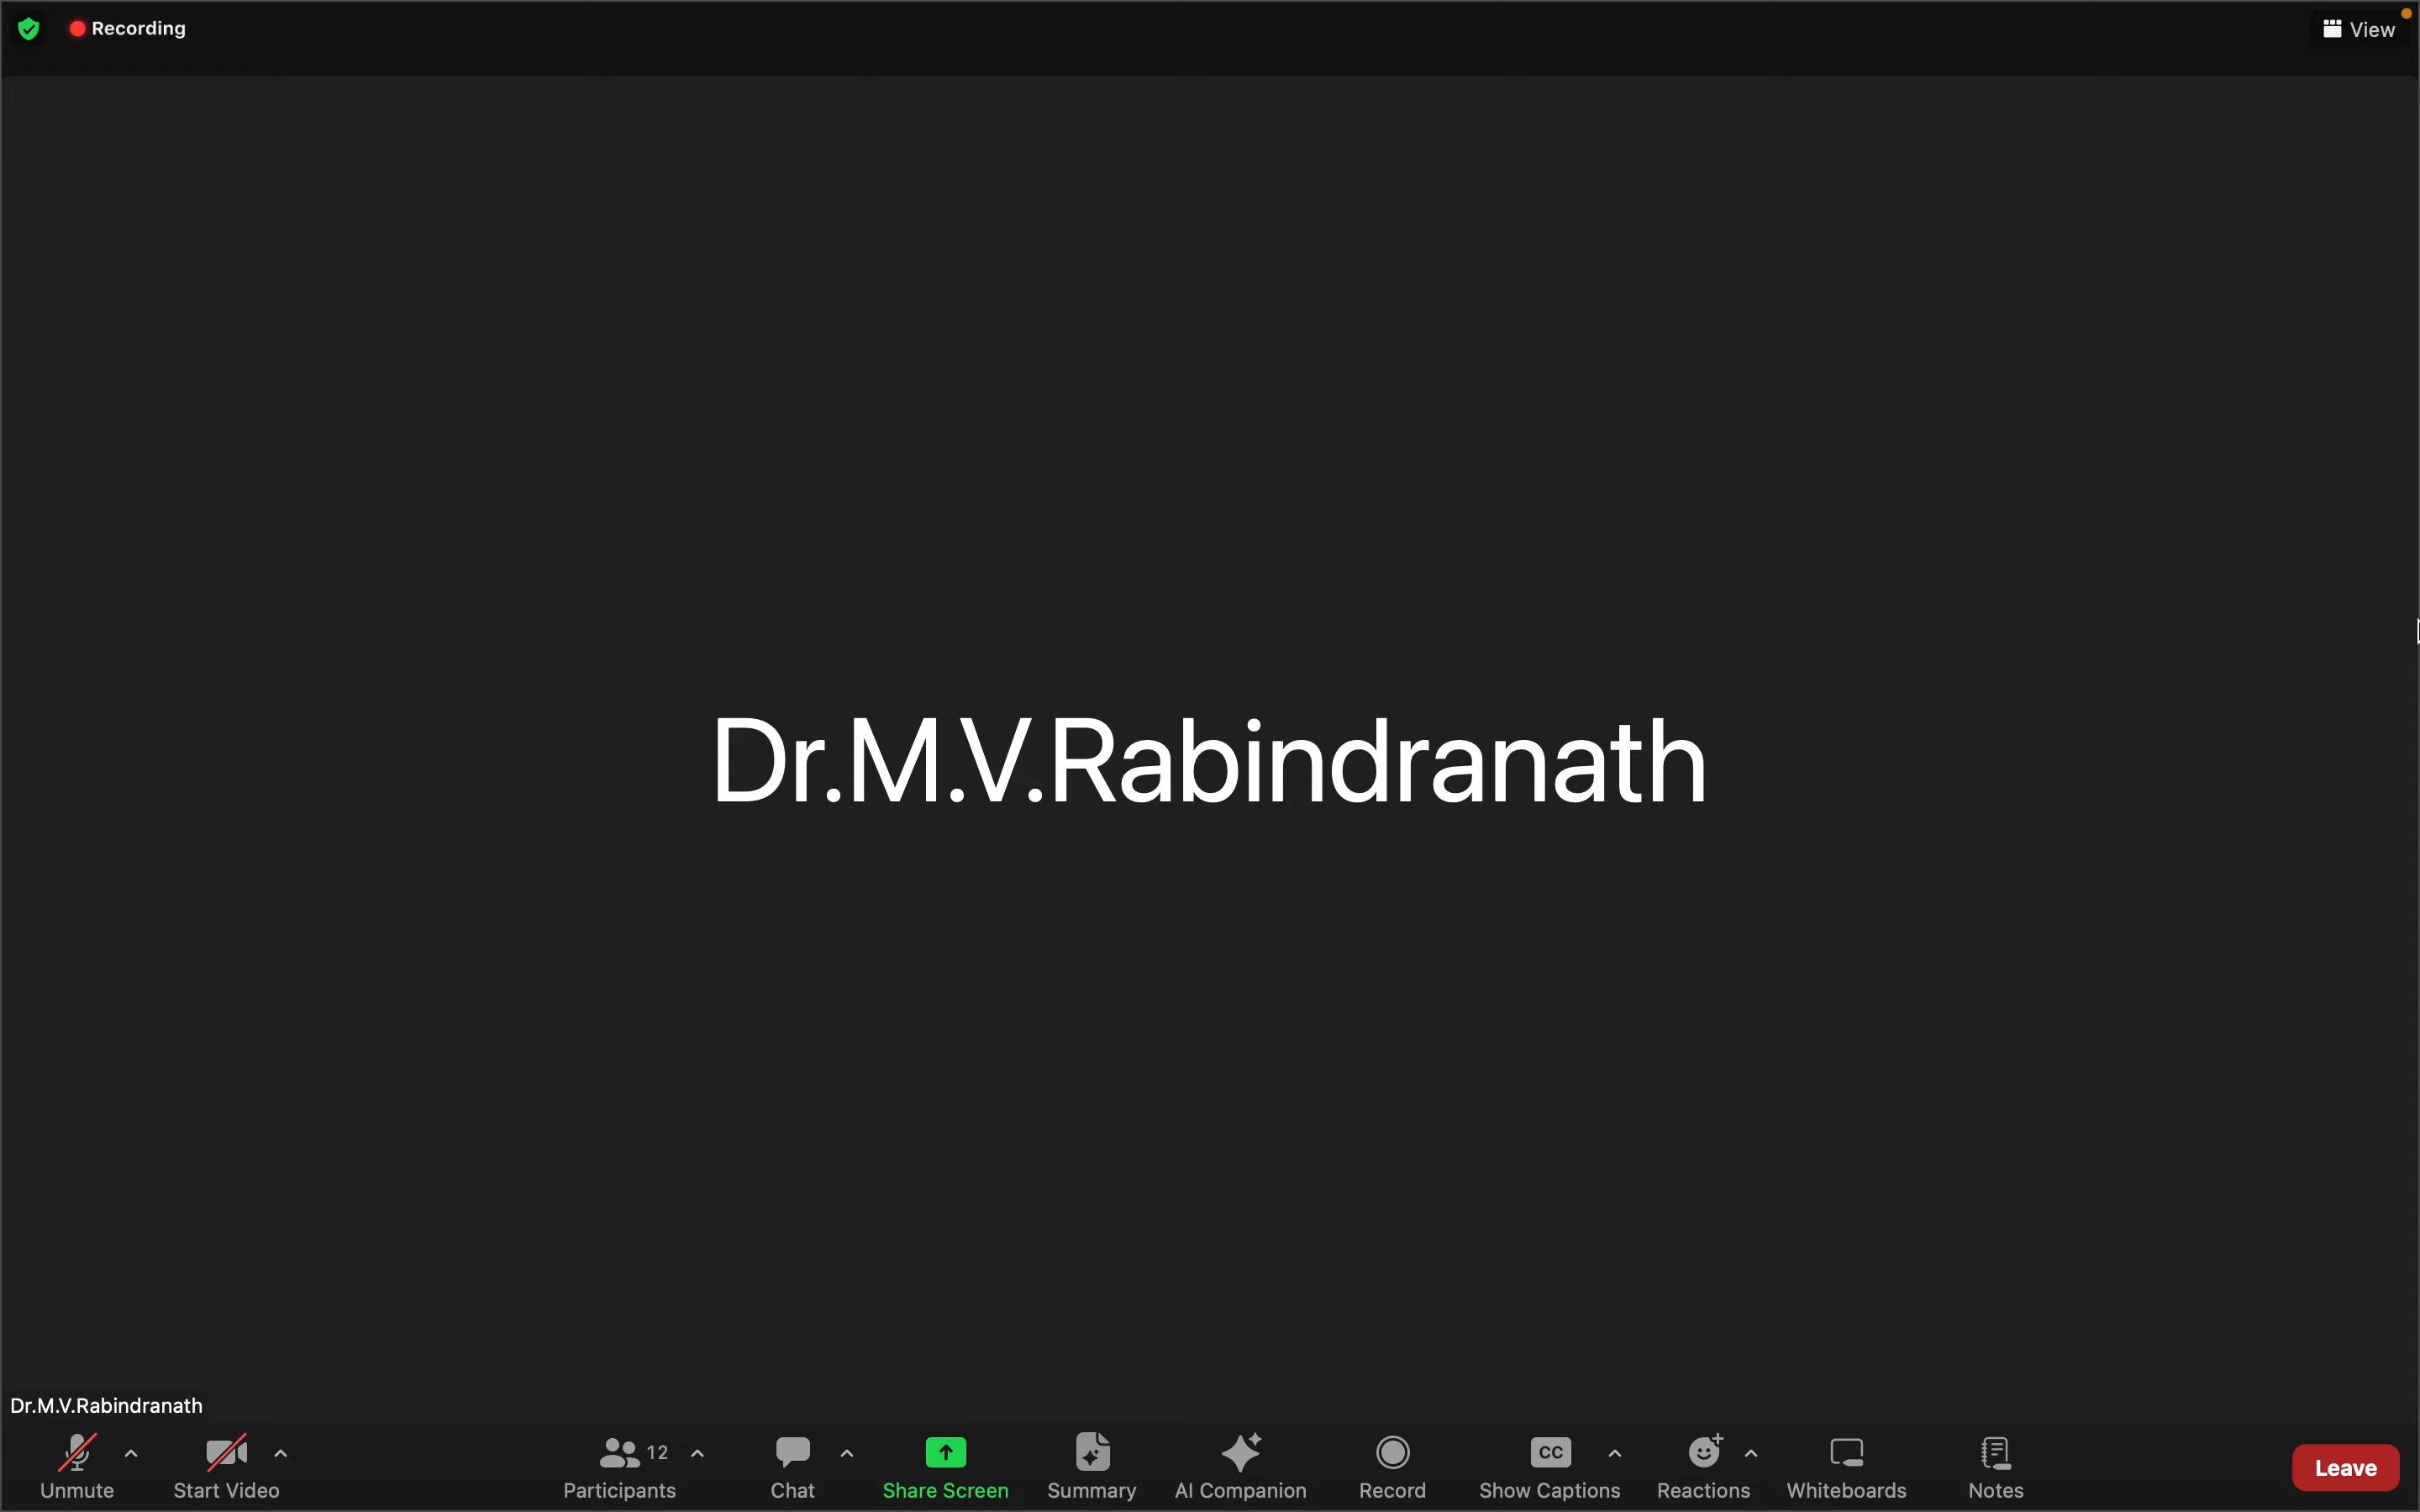 Recording
View
Dr.M.V.Rabindranath
Dr.M.V.Rabindranath
12
CC
Unmute
Start Video
Participants
Chat
Share Screen
Summary
AI Companion
Record
Show Captions
Reactions
Whiteboards
Notes
Leave